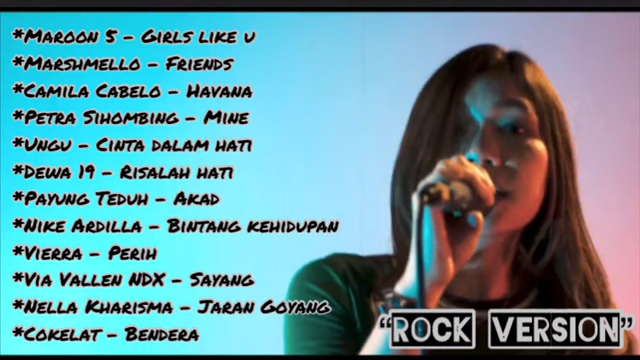 *Maroon 5 - Girls like u
*Marshmello - Friends
*Camila Cabelo - Havana
*Petra Sihombing - Mine
*Ungu - Cinta dalam hati
*Dewa 19 - Risalah hati
*Payung Teduh - Akad
*Nike Ardilla - Bintang kehidupan
*Vierra - Perih
*Via Vallen NDX - Sayang
*Nella Kharisma - Jaran Goyang
*Cokelat - Bendera
"ROCK VERSION"